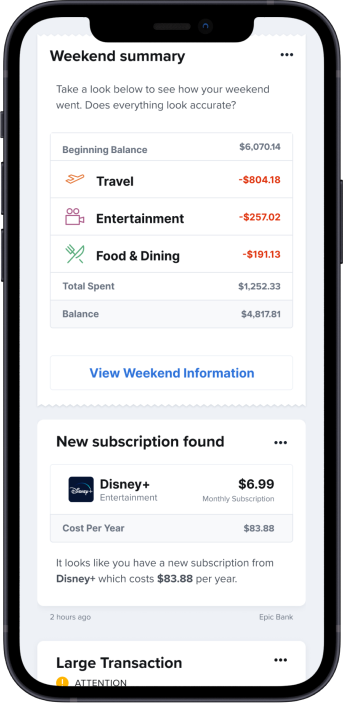 Weekend summary
Take a look below to see how your weekend
went. Does everything look accurate?
Beginning Balance $6,070.14
Travel -$804.18
Entertainment -$257.02
Food & Dining -$191.13
Total Spent $1,252.33
Balance $4,817.81
View Weekend Information
New subscription found
Disney+
Disney+ $6.99
Entertainment Monthly Subscription
Cost Per Year $83.88
It looks like you have a new subscription from
Disney+ which costs $83.88 per year.
2 hours ago Epic Bank
Large Transaction
! ATTENTION